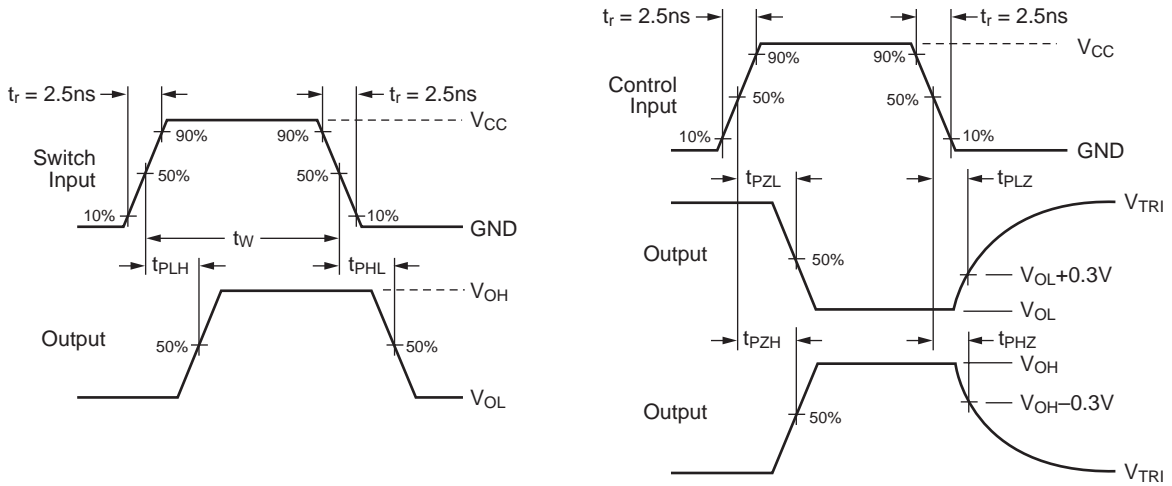 t_r = 2.5ns
t_r = 2.5ns
V_CC
90%
90%
Switch
Input
50%
50%
10%
10%
GND
t_W
t_PLH
t_PHL
V_OH
Output
50%
50%
V_OL
t_r = 2.5ns
t_r = 2.5ns
V_CC
90%
90%
Control
Input
50%
50%
10%
10%
GND
t_PZL
t_PLZ
V_TRI
Output
50%
V_OL+0.3V
V_OL
t_PZH
t_PHZ
V_OH
V_OH–0.3V
Output
50%
V_TRI